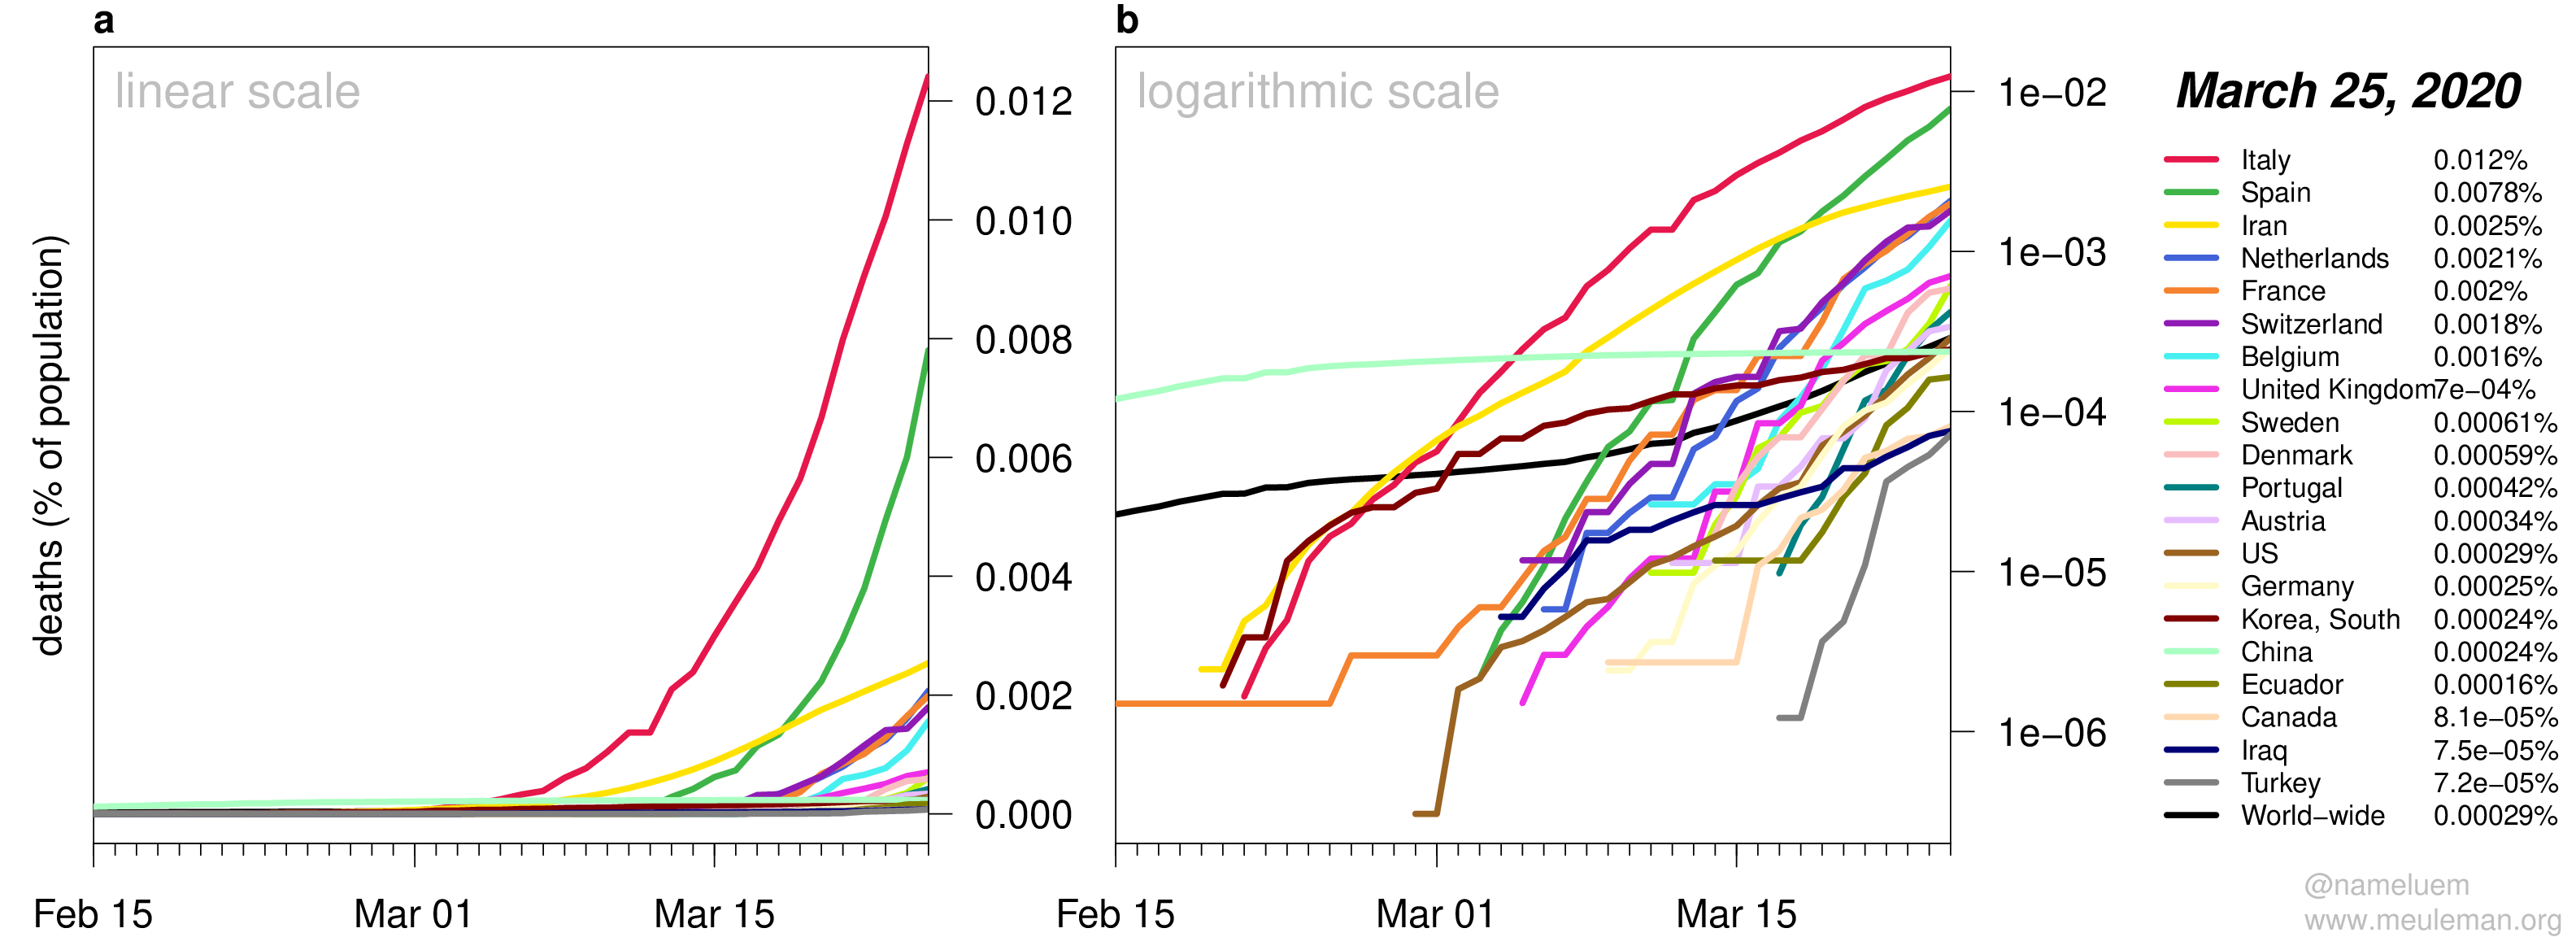 a
linear scale
deaths (% of population)
0.012
0.010
0.008
0.006
0.004
0.002
0.000
Feb 15
Mar 01
Mar 15
b
logarithmic scale
1e−02
1e−03
1e−04
1e−05
1e−06
Feb 15
Mar 01
Mar 15
March 25, 2020
Italy 0.012%
Spain 0.0078%
Iran 0.0025%
Netherlands 0.0021%
France 0.002%
Switzerland 0.0018%
Belgium 0.0016%
United Kingdom 7e−04%
Sweden 0.00061%
Denmark 0.00059%
Portugal 0.00042%
Austria 0.00034%
US 0.00029%
Germany 0.00025%
Korea, South 0.00024%
China 0.00024%
Ecuador 0.00016%
Canada 8.1e−05%
Iraq 7.5e−05%
Turkey 7.2e−05%
World−wide 0.00029%
@nameluem
www.meuleman.org